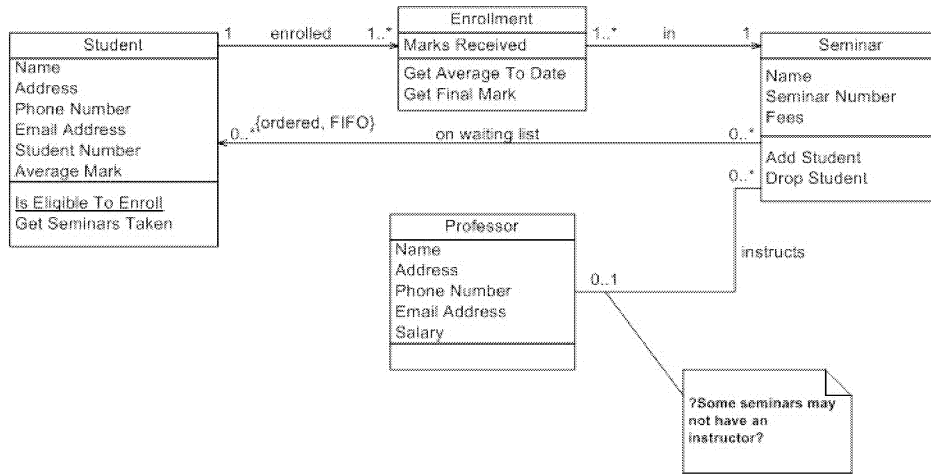 Student
Name
Address
Phone Number
Email Address
Student Number
Average Mark
Is Eligible To Enroll
Get Seminars Taken
1
enrolled
1..*
Enrollment
Marks Received
Get Average To Date
Get Final Mark
1..*
in
1
Seminar
Name
Seminar Number
Fees
Add Student
Drop Student
0..*
{ordered, FIFO}
on waiting list
0..*
0..*
instructs
0..1
Professor
Name
Address
Phone Number
Email Address
Salary
?Some seminars may
not have an
instructor?